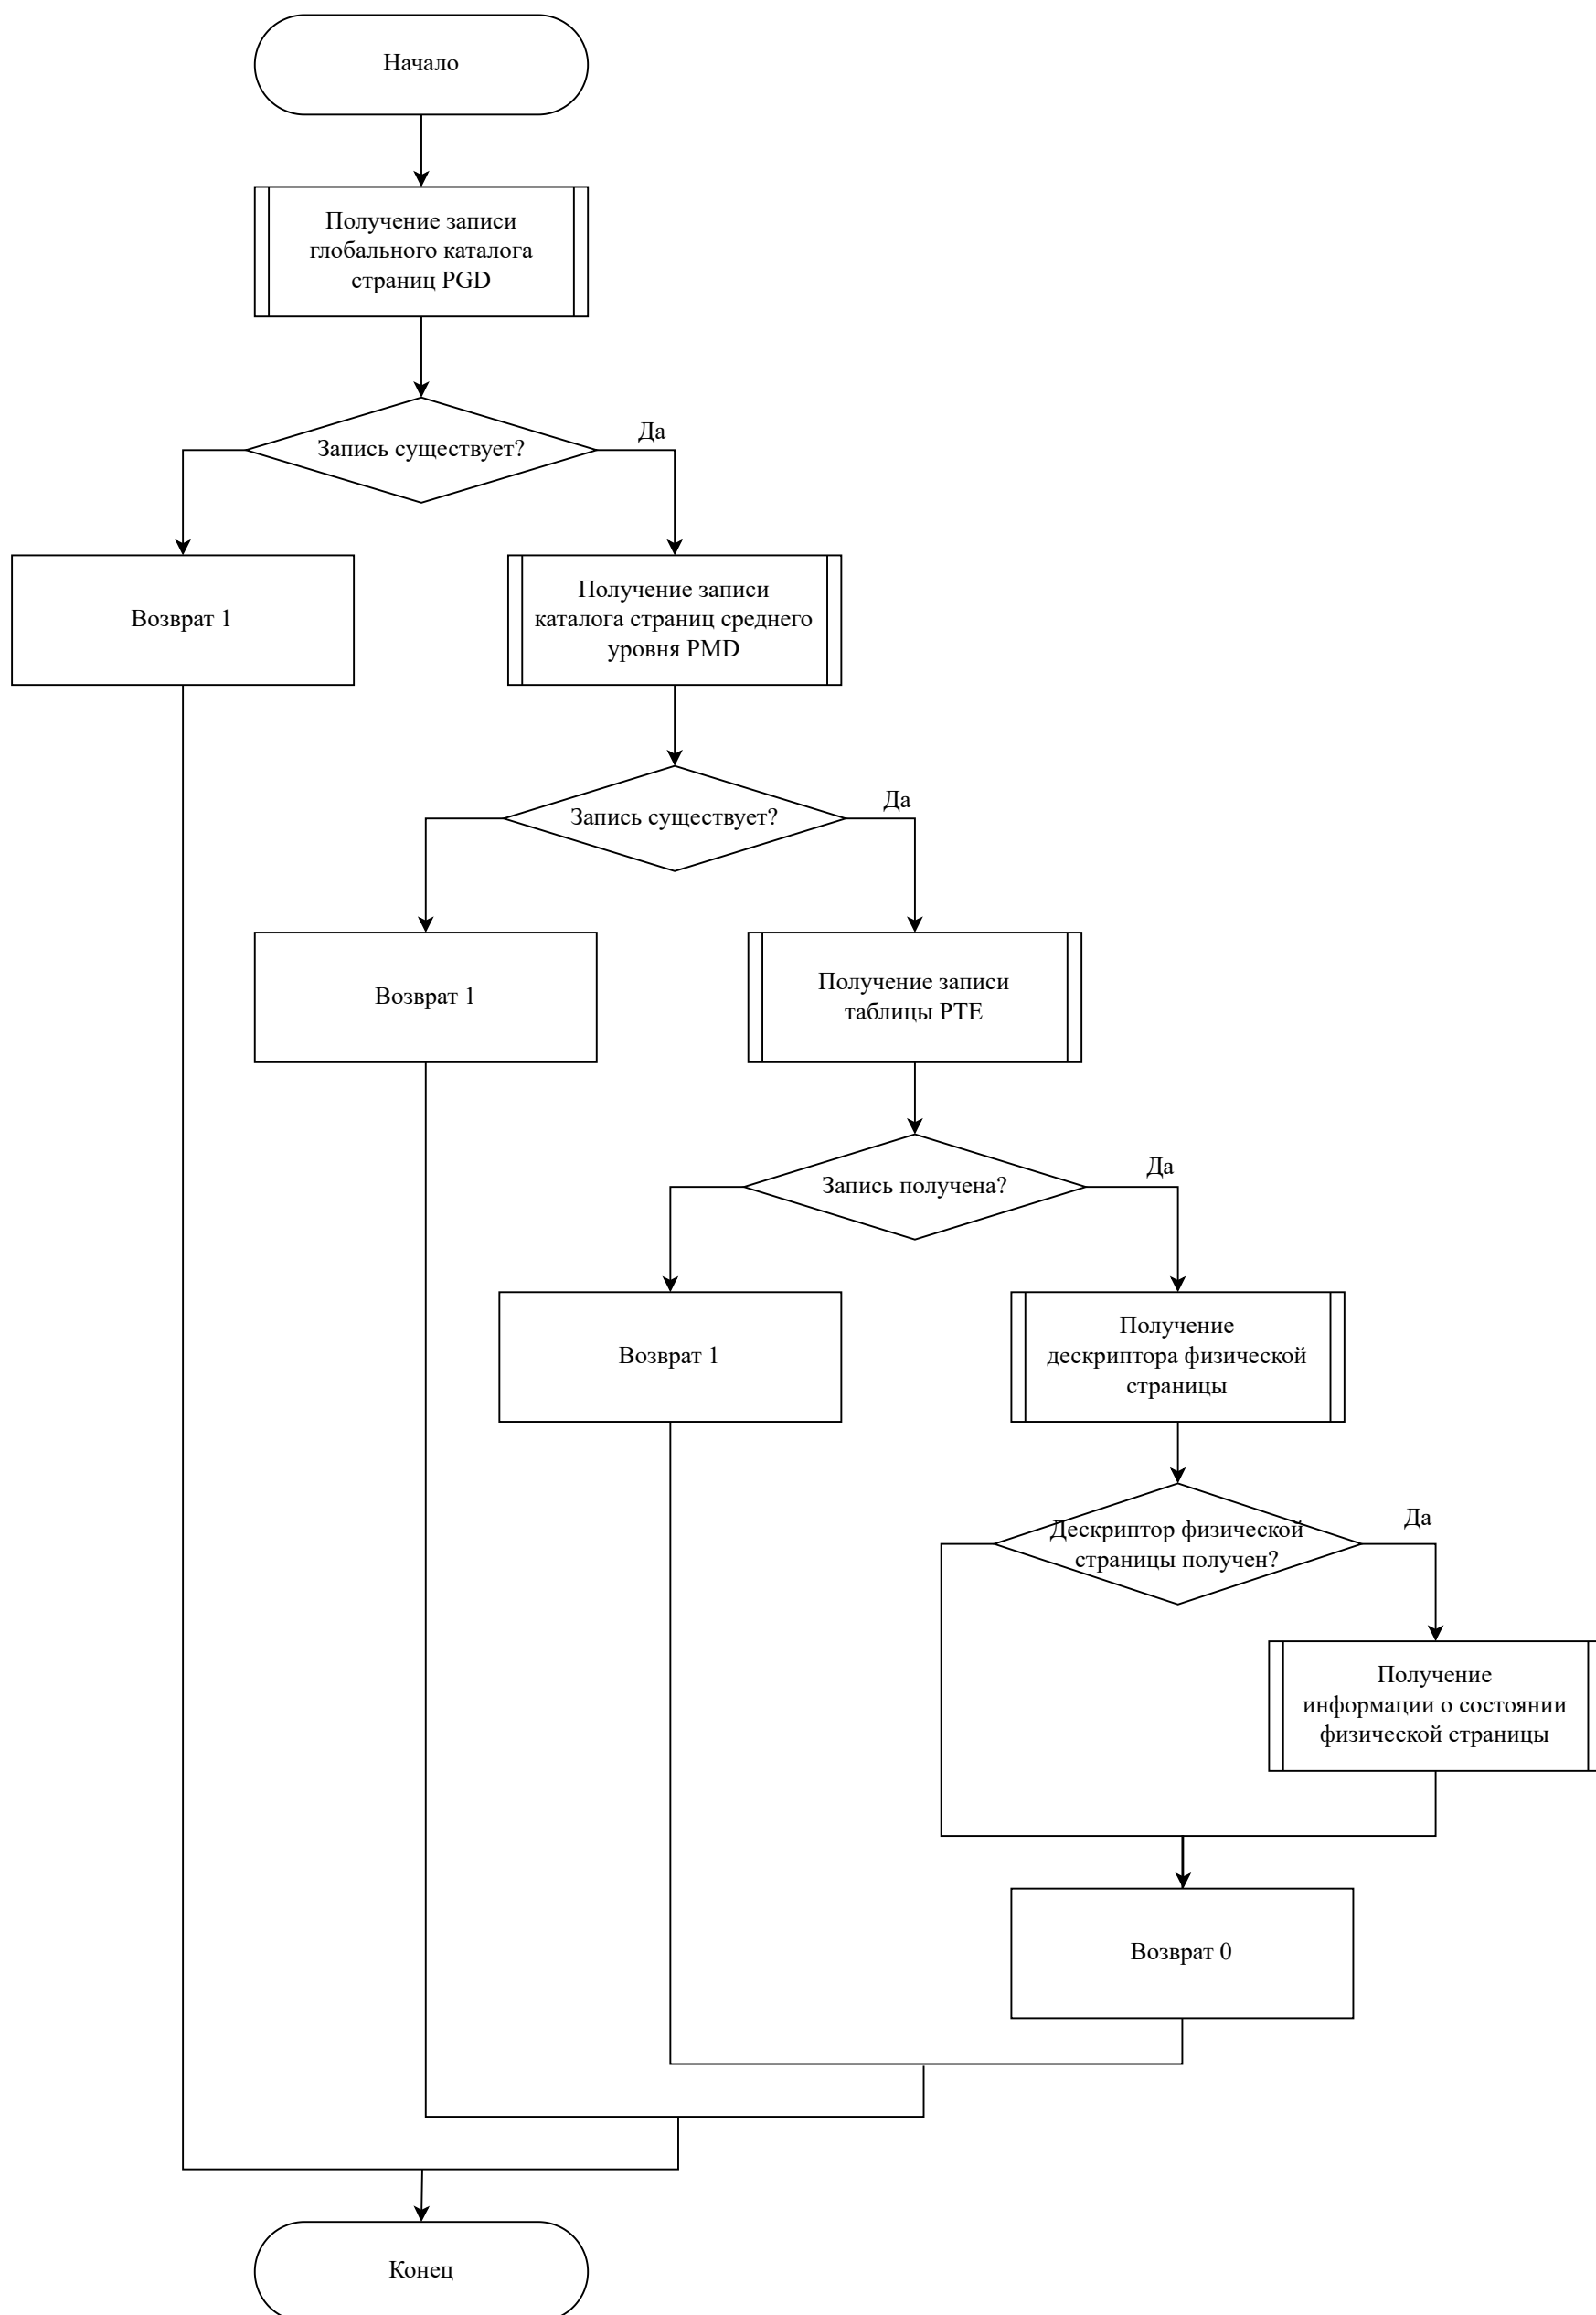 Начало
Получение записи
глобального каталога
страниц PGD
Запись существует?
Да
Возврат 1
Получение записи
каталога страниц среднего
уровня PMD
Запись существует?
Да
Возврат 1
Получение записи
таблицы PTE
Запись получена?
Да
Возврат 1
Получение
дескриптора физической
страницы
Дескриптор физической
страницы получен?
Да
Получение
информации о состоянии
физической страницы
Возврат 0
Конец